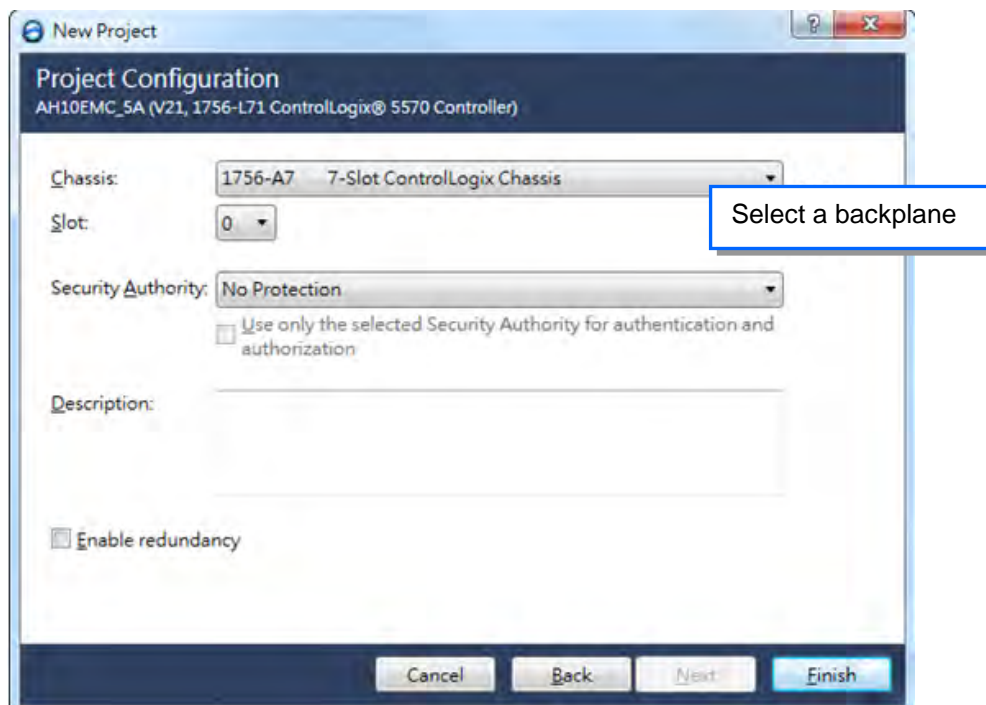 New Project
Project Configuration
AH10EMC_5A (V21, 1756-L71 ControlLogix® 5570 Controller)
Chassis: 1756-A7 7-Slot ControlLogix Chassis
Select a backplane
Slot: 0
Security Authority: No Protection
Use only the selected Security Authority for authentication and
authorization
Description:
Enable redundancy
Cancel Back Next Finish